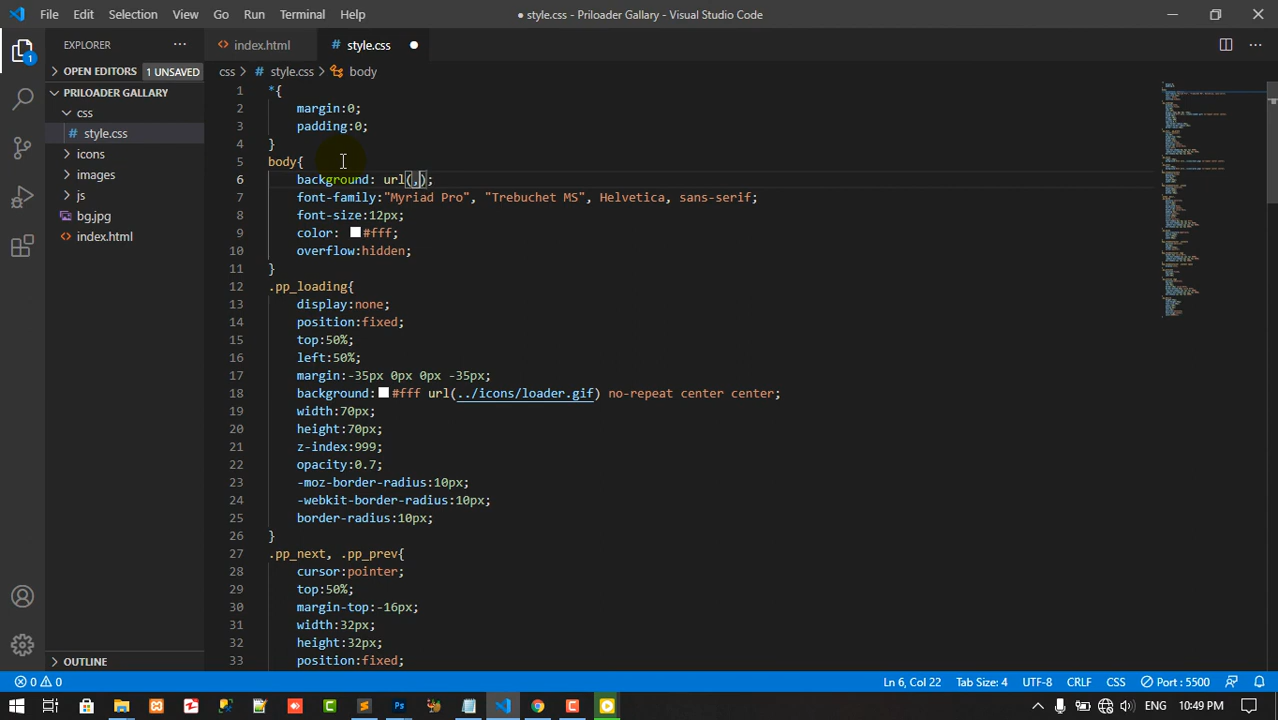 File Edit Selection View Go Run Terminal Help
● style.css - Priloader Gallary - Visual Studio Code
EXPLORER
index.html
style.css
OPEN EDITORS 1 UNSAVED
css > style.css > body
PRILOADER GALLARY
css
style.css
icons
images
js
bg.jpg
index.html
OUTLINE
1 *{
2 margin:0;
3 padding:0;
4 }
5 body{
6 background: url(,);
7 font-family:"Myriad Pro", "Trebuchet MS", Helvetica, sans-serif;
8 font-size:12px;
9 color: #fff;
10 overflow:hidden;
11 }
12 .pp_loading{
13 display:none;
14 position:fixed;
15 top:50%;
16 left:50%;
17 margin:-35px 0px 0px -35px;
18 background:#fff url(../icons/loader.gif) no-repeat center center;
19 width:70px;
20 height:70px;
21 z-index:999;
22 opacity:0.7;
23 -moz-border-radius:10px;
24 -webkit-border-radius:10px;
25 border-radius:10px;
26 }
27 .pp_next, .pp_prev{
28 cursor:pointer;
29 top:50%;
30 margin-top:-16px;
31 width:32px;
32 height:32px;
33 position:fixed;
0 0 Ln 6, Col 22 Tab Size: 4 UTF-8 CRLF CSS Port : 5500
ENG 10:49 PM